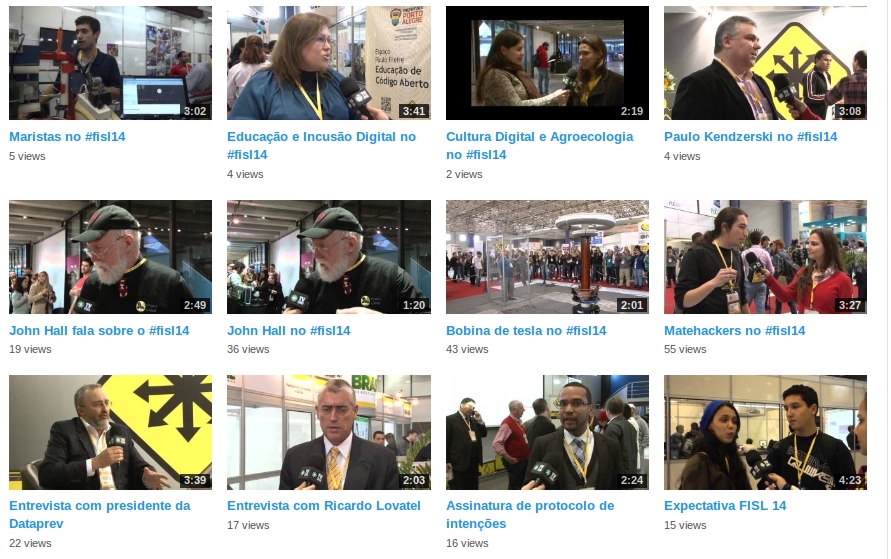 PORTO
ALEGRE
Espaço
Paulo Freire
Educação de
Código Aberto
3:02
3:41
2:19
3:08
Maristas no #fisl14
5 views
Educação e Incusão Digital no
#fisl14
4 views
Cultura Digital e Agroecologia
no #fisl14
2 views
Paulo Kendzerski no #fisl14
4 views
2:49
1:20
2:01
3:27
John Hall fala sobre o #fisl14
19 views
John Hall no #fisl14
36 views
Bobina de tesla no #fisl14
43 views
Matehackers no #fisl14
55 views
BRA
3:39
2:03
2:24
4:23
Entrevista com presidente da
Dataprev
22 views
Entrevista com Ricardo Lovatel
17 views
Assinatura de protocolo de
intenções
16 views
Expectativa FISL 14
15 views